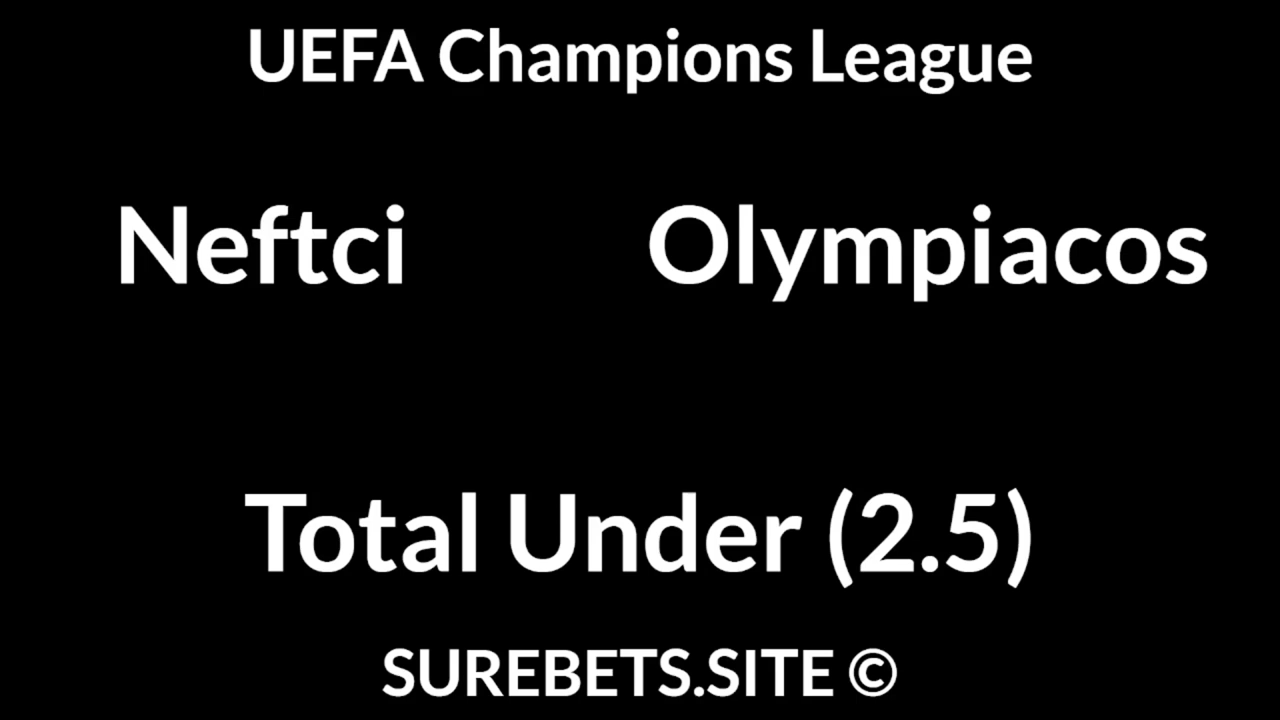 UEFA Champions League
Neftci Olympiacos
Total Under (2.5)
SUREBETS.SITE ©